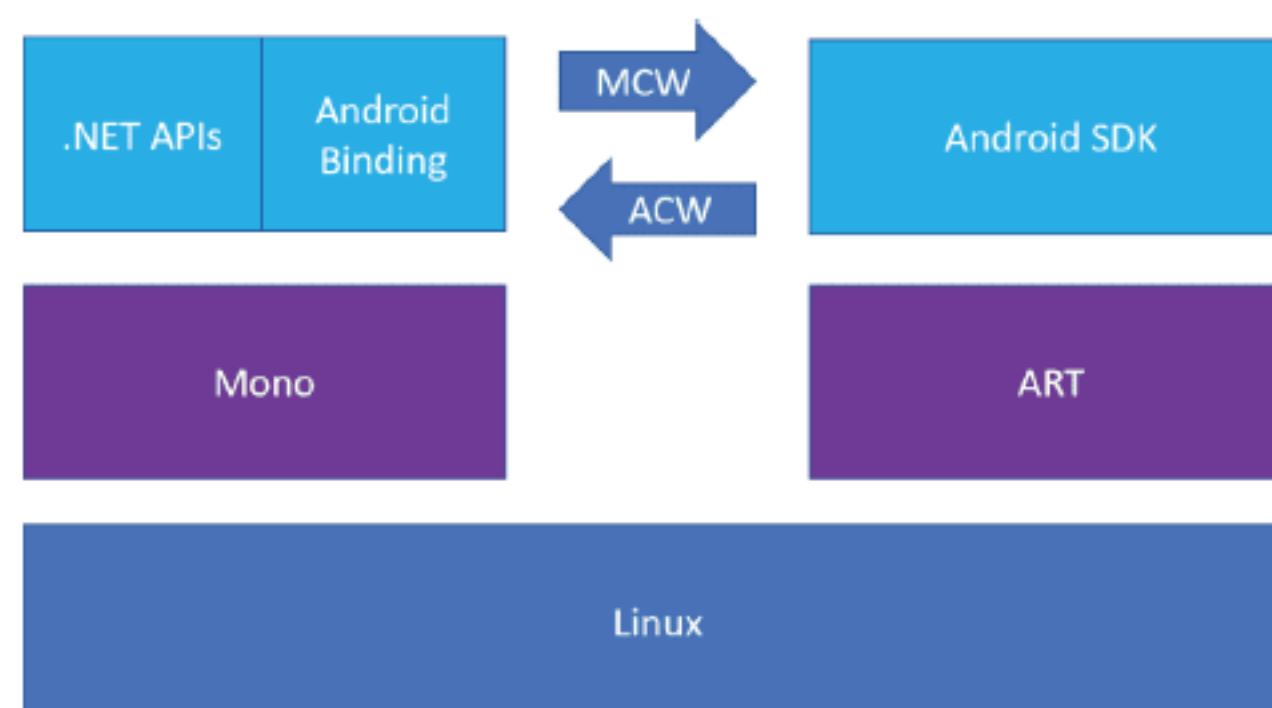 .NET APIs
Android
Binding
MCW
ACW
Android SDK
Mono
ART
Linux